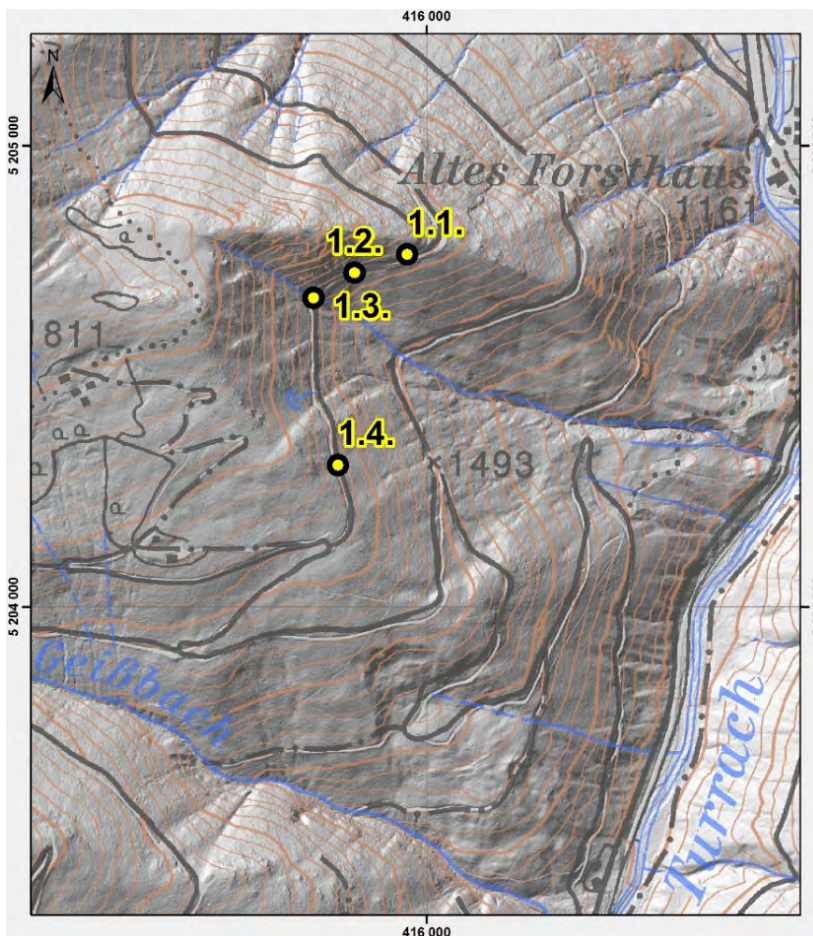 416 000
N
5 205 000
Altes Forsthaus
1161
1.1.
1.2.
1.3.
811
P
1.4.
1493
P
P
P
5 204 000
Geißbach
Turrach
416 000